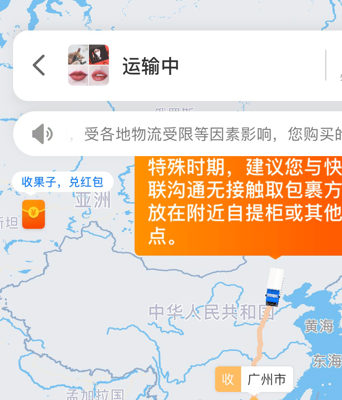 运输中
受各地物流受限等因素影响，您购买的
收果子，兑红包
亚洲
特殊时期，建议您与快
联沟通无接触取包裹方
放在附近自提柜或其他
点。
中华人民共和国
黄海
东海
收 广州市
孟加拉国